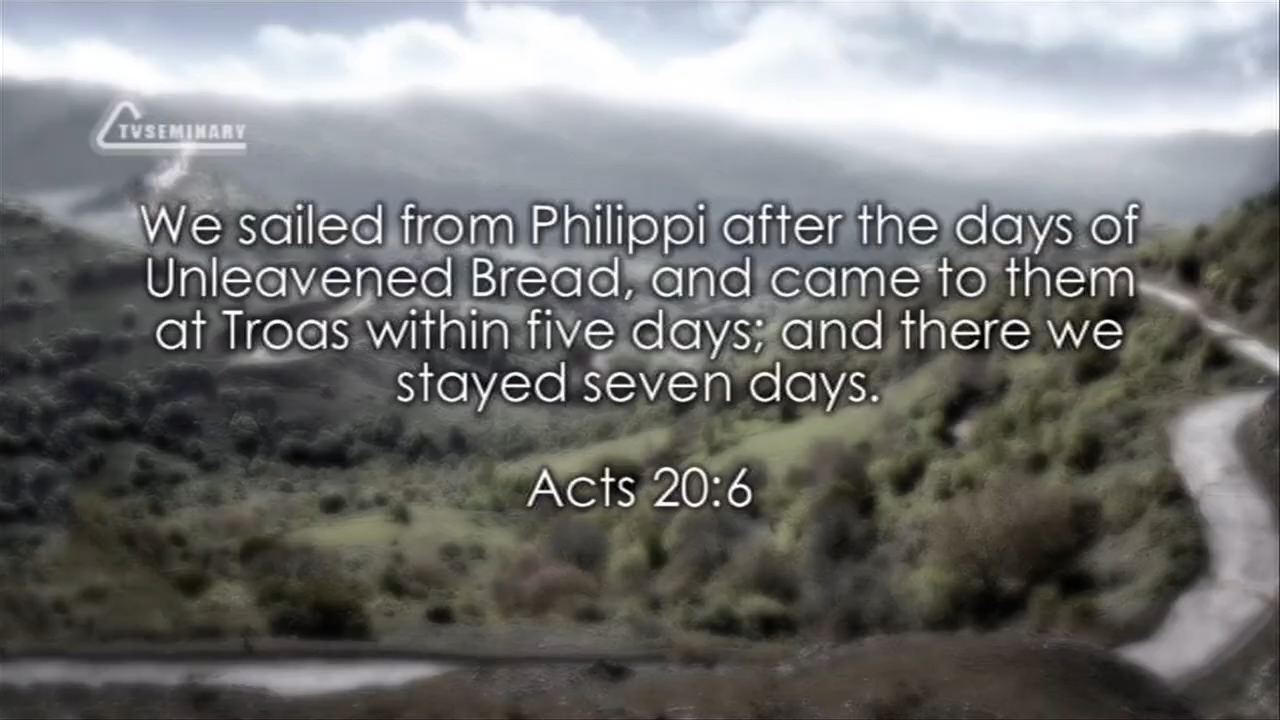 TVSEMINARY
We sailed from Philippi after the days of
Unleavened Bread, and came to them
at Troas within five days; and there we
stayed seven days.
Acts 20:6